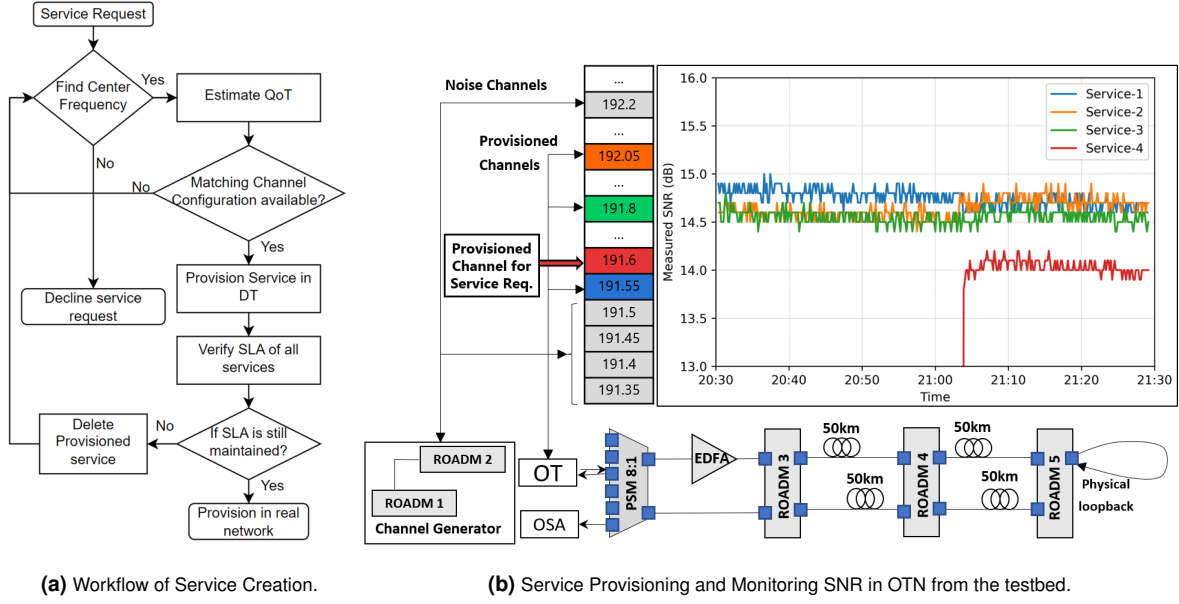 Service Request
Find Center
Frequency
Yes
Estimate QoT
No
No
Matching Channel
Configuration available?
Yes
Provision Service in
DT
Decline service
request
Verify SLA of all
services
Delete
Provisioned
service
No
If SLA is still
maintained?
Yes
Provision in real
network
(a) Workflow of Service Creation.
Noise Channels
Provisioned
Channels
Provisioned
Channel for
Service Req.
...
192.2
...
192.05
...
191.8
...
191.6
191.55
191.5
191.45
191.4
191.35
Measured SNR (dB)
16.0
15.5
15.0
14.5
14.0
13.5
13.0
20:30
20:40
20:50
21:00
21:10
21:20
21:30
Time
Service-1
Service-2
Service-3
Service-4
ROADM 2
ROADM 1
Channel Generator
OT
OSA
PSM 8:1
EDFA
ROADM 3
50km
50km
ROADM 4
50km
50km
ROADM 5
Physical
loopback
(b) Service Provisioning and Monitoring SNR in OTN from the testbed.